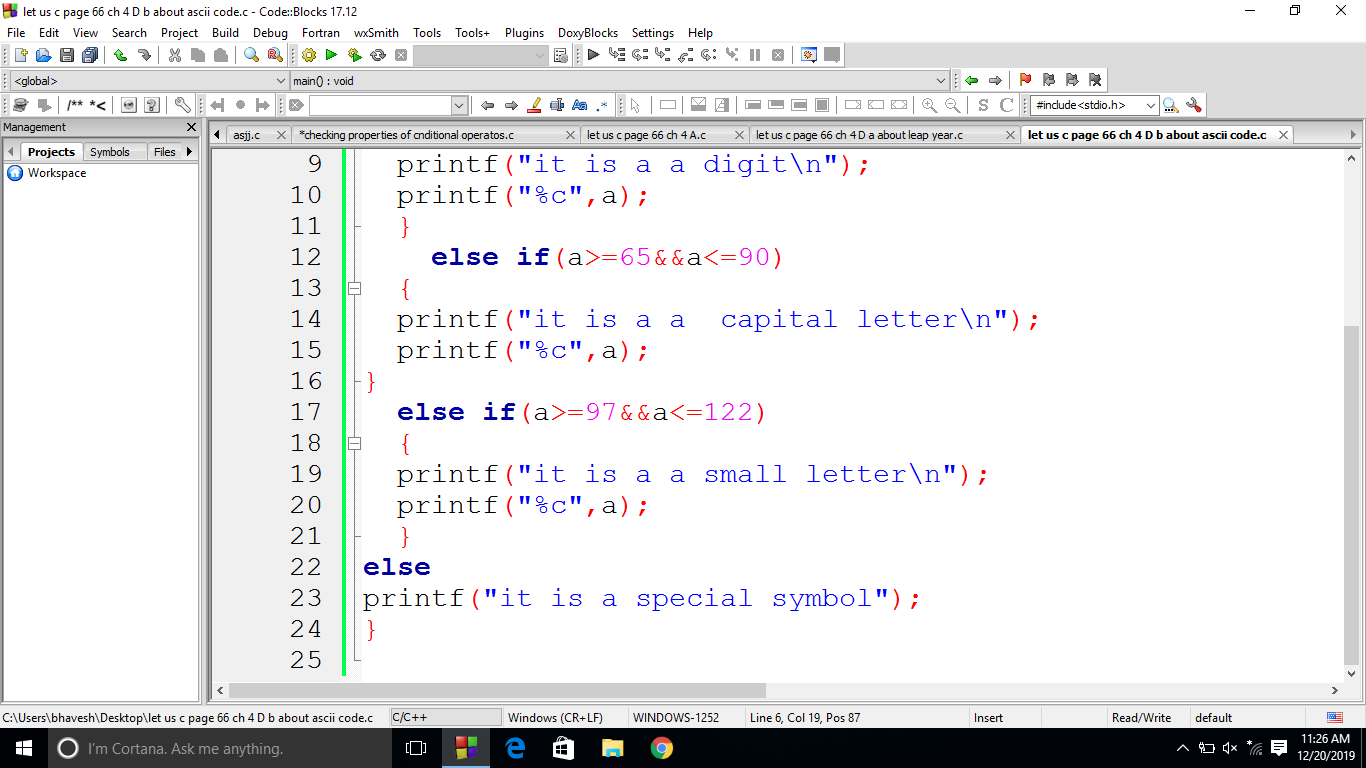 let us c page 66 ch 4 D b about ascii code.c - Code::Blocks 17.12
File Edit View Search Project Build Debug Fortran wxSmith Tools Tools+ Plugins DoxyBlocks Settings Help
<global> main() : void
/** *< Aa .* S C #include<stdio.h>
Management
Projects Symbols Files
Workspace
asjj.c *checking properties of cnditional operatos.c let us c page 66 ch 4 A.c let us c page 66 ch 4 D a about leap year.c let us c page 66 ch 4 D b about ascii code.c
9 printf("it is a a digit\n");
10 printf("%c",a);
11 }
12 else if(a>=65&&a<=90)
13 {
14 printf("it is a a  capital letter\n");
15 printf("%c",a);
16 }
17 else if(a>=97&&a<=122)
18 {
19 printf("it is a a small letter\n");
20 printf("%c",a);
21 }
22 else
23 printf("it is a special symbol");
24 }
25
C:\Users\bhavesh\Desktop\let us c page 66 ch 4 D b about ascii code.c C/C++ Windows (CR+LF) WINDOWS-1252 Line 6, Col 19, Pos 87 Insert Read/Write default
I'm Cortana. Ask me anything.
11:26 AM
12/20/2019